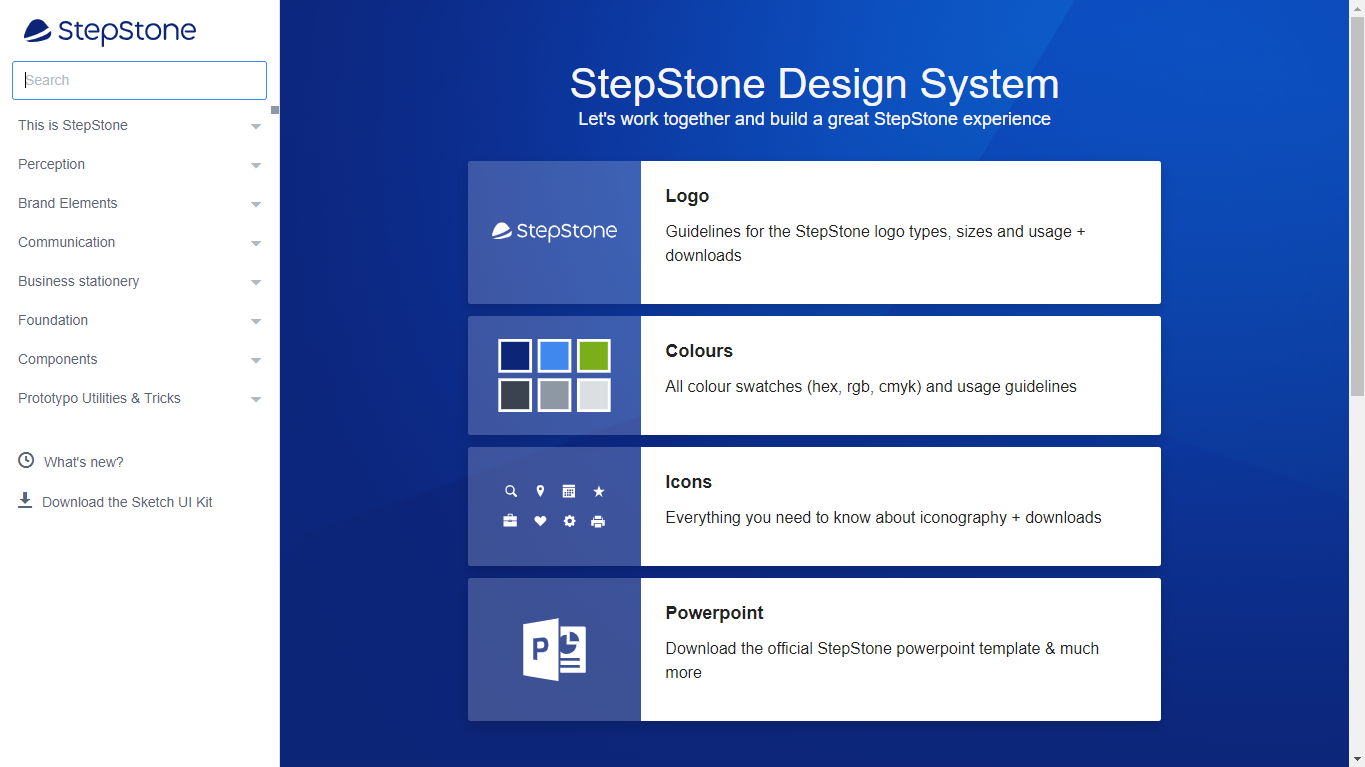 StepStone
Search
This is StepStone
Perception
Brand Elements
Communication
Business stationery
Foundation
Components
Prototypo Utilities & Tricks
What's new?
Download the Sketch UI Kit
StepStone Design System
Let's work together and build a great StepStone experience
StepStone
Logo
Guidelines for the StepStone logo types, sizes and usage +
downloads
Colours
All colour swatches (hex, rgb, cmyk) and usage guidelines
Icons
Everything you need to know about iconography + downloads
P
Powerpoint
Download the official StepStone powerpoint template & much
more